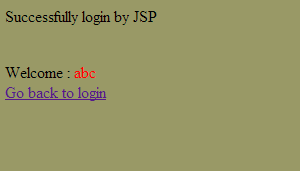 Successfully login by JSP
Welcome : abc
Go back to login